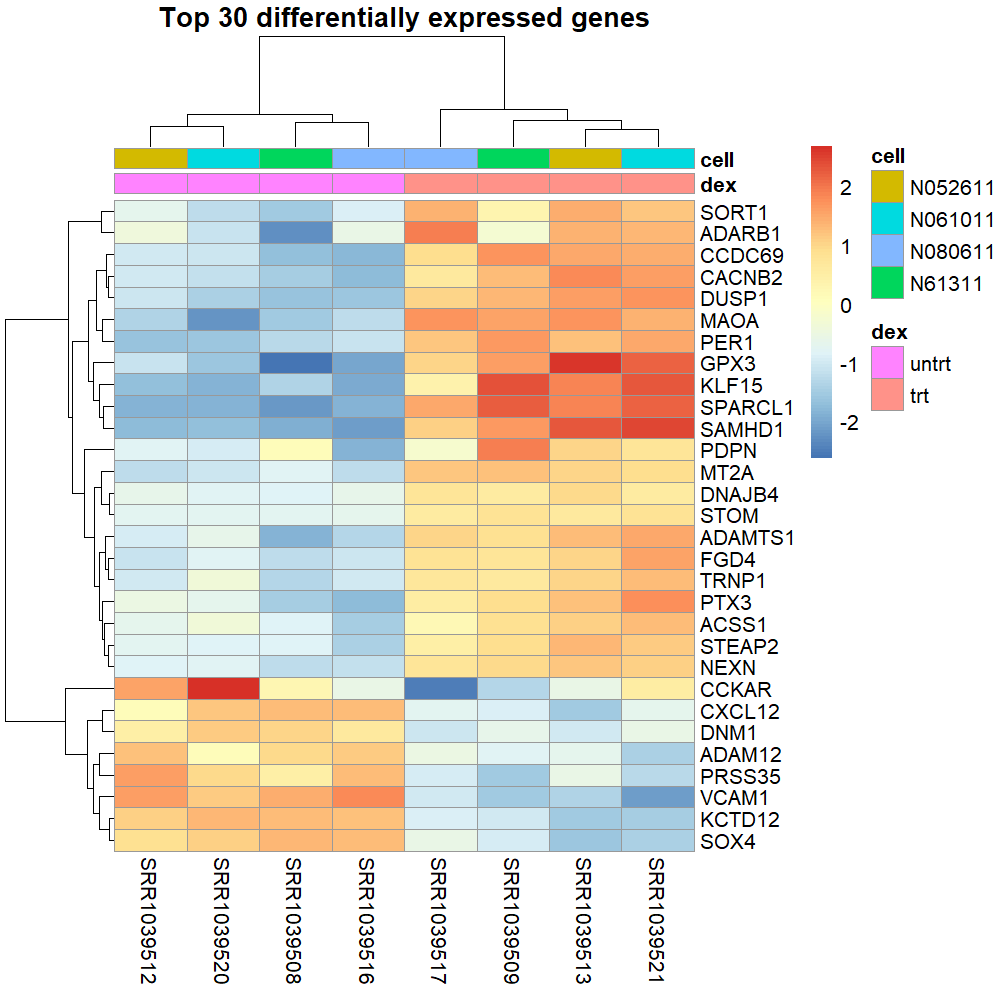 Top 30 differentially expressed genes
cell
dex
SORT1
ADARB1
CCDC69
CACNB2
DUSP1
MAOA
PER1
GPX3
KLF15
SPARCL1
SAMHD1
PDPN
MT2A
DNAJB4
STOM
ADAMTS1
FGD4
TRNP1
PTX3
ACSS1
STEAP2
NEXN
CCKAR
CXCL12
DNM1
ADAM12
PRSS35
VCAM1
KCTD12
SOX4
SRR1039512
SRR1039520
SRR1039508
SRR1039516
SRR1039517
SRR1039509
SRR1039513
SRR1039521
2
1
0
-1
-2
cell
N052611
N061011
N080611
N61311
dex
untrt
trt